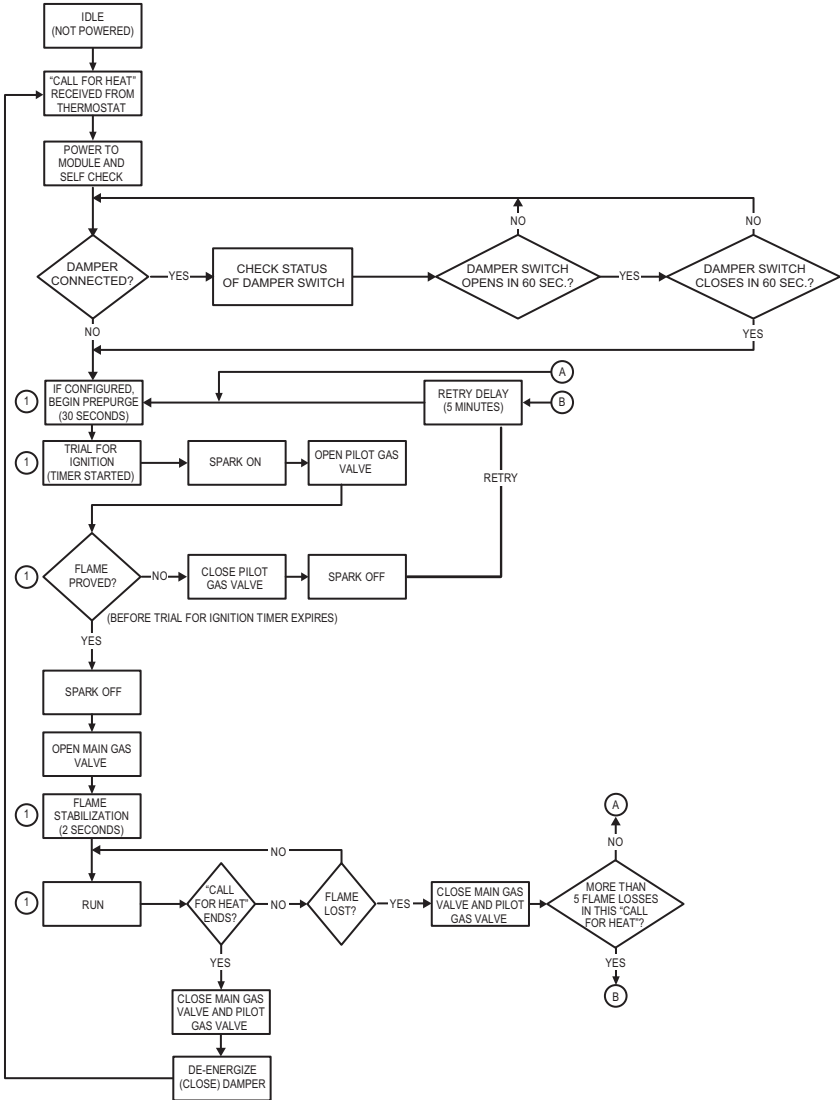 IDLE
(NOT POWERED)
“CALL FOR HEAT”
RECEIVED FROM
THERMOSTAT
POWER TO
MODULE AND
SELF CHECK
NO
NO
DAMPER
CONNECTED?
YES
CHECK STATUS
OF DAMPER SWITCH
DAMPER SWITCH
OPENS IN 60 SEC.?
YES
DAMPER SWITCH
CLOSES IN 60 SEC.?
NO
YES
A
1
IF CONFIGURED,
BEGIN PREPURGE
(30 SECONDS)
RETRY DELAY
(5 MINUTES)
B
1
TRIAL FOR
IGNITION
(TIMER STARTED)
SPARK ON
OPEN PILOT GAS
VALVE
RETRY
1
FLAME
PROVED?
NO
CLOSE PILOT
GAS VALVE
SPARK OFF
(BEFORE TRIAL FOR IGNITION TIMER EXPIRES)
YES
SPARK OFF
OPEN MAIN GAS
VALVE
1
FLAME
STABILIZATION
(2 SECONDS)
A
NO
NO
1
RUN
“CALL
FOR HEAT”
ENDS?
NO
FLAME
LOST?
YES
CLOSE MAIN GAS
VALVE AND PILOT
GAS VALVE
MORE THAN
5 FLAME LOSSES
IN THIS “CALL
FOR HEAT”?
YES
YES
B
CLOSE MAIN GAS
VALVE AND PILOT
GAS VALVE
DE-ENERGIZE
(CLOSE) DAMPER